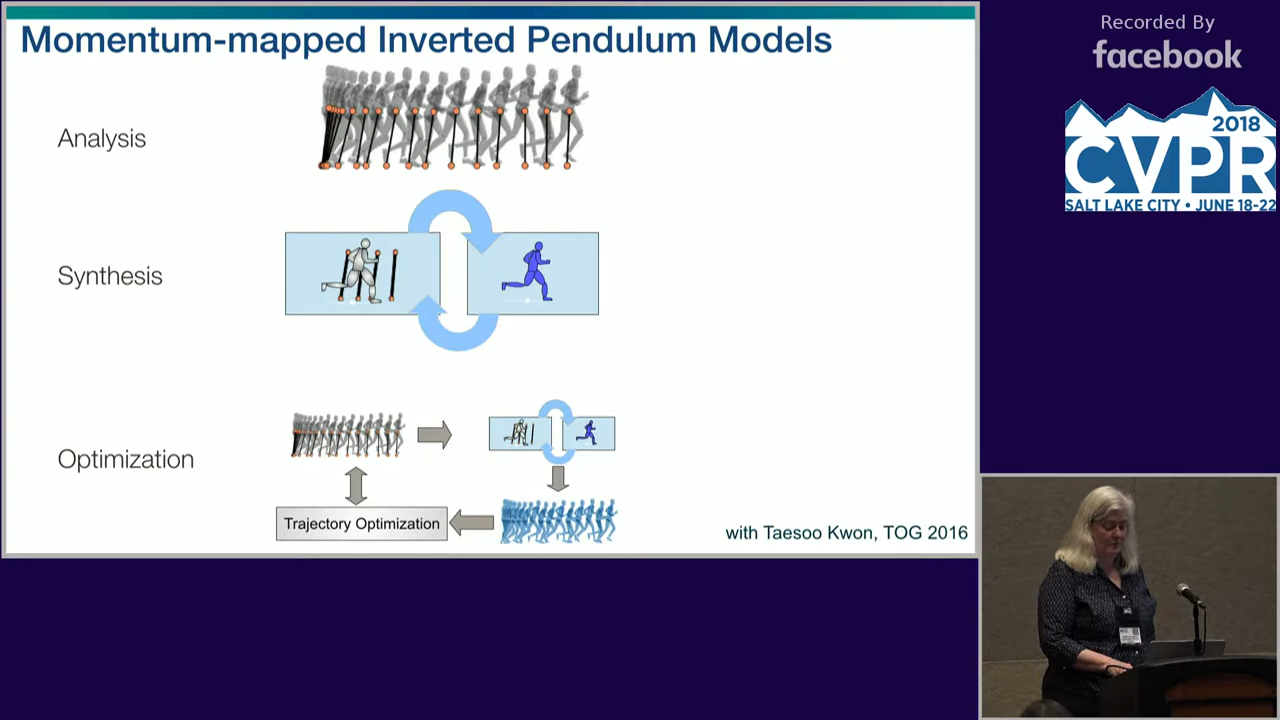 Momentum-mapped Inverted Pendulum Models
Analysis
Synthesis
Optimization
Trajectory Optimization
with Taesoo Kwon, TOG 2016
Recorded By
facebook
2018
CVPR
SALT LAKE CITY • JUNE 18-22